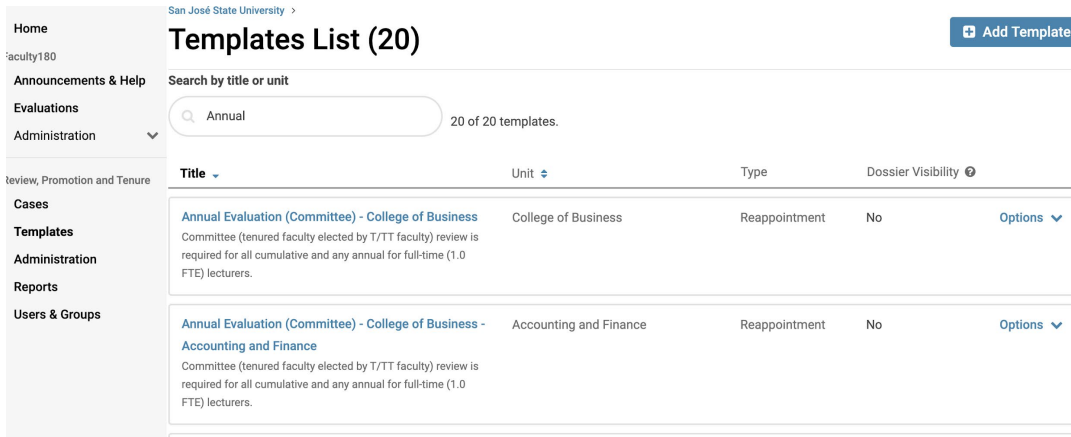 San José State University >
Templates List (20)
Add Template
Home
Faculty180
Announcements & Help
Evaluations
Administration
Review, Promotion and Tenure
Cases
Templates
Administration
Reports
Users & Groups
Search by title or unit
Annual
20 of 20 templates.
Title Unit Type Dossier Visibility ?
Annual Evaluation (Committee) - College of Business College of Business Reappointment No Options
Committee (tenured faculty elected by T/TT faculty) review is
required for all cumulative and any annual for full-time (1.0
FTE) lecturers.
Annual Evaluation (Committee) - College of Business - Accounting and Finance Reappointment No Options
Accounting and Finance
Committee (tenured faculty elected by T/TT faculty) review is
required for all cumulative and any annual for full-time (1.0
FTE) lecturers.